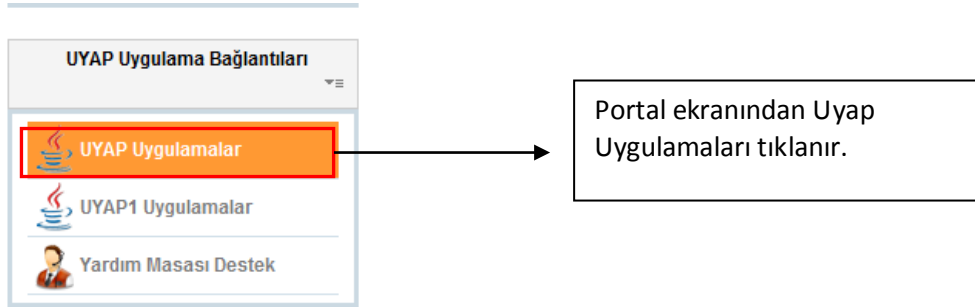 UYAP Uygulama Bağlantıları
UYAP Uygulamalar
UYAP1 Uygulamalar
Yardım Masası Destek
Portal ekranından Uyap
Uygulamaları tıklanır.